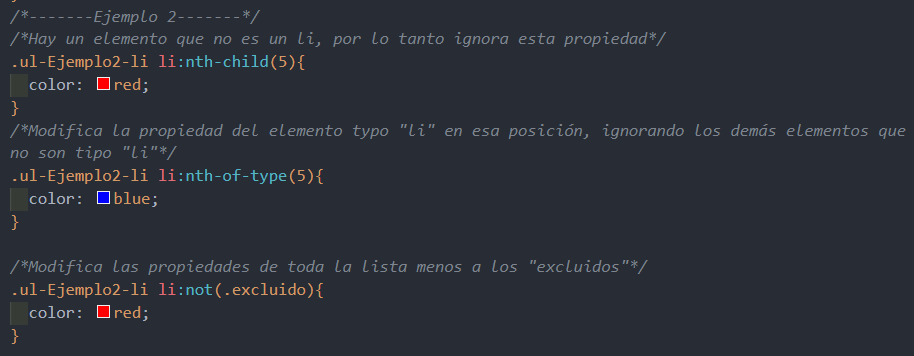 /*-------Ejemplo 2-------*/
/*Hay un elemento que no es un li, por lo tanto ignora esta propiedad*/
.ul-Ejemplo2-li li:nth-child(5){
  color: red;
}
/*Modifica la propiedad del elemento typo "li" en esa posición, ignorando los demás elementos que
no son tipo "li"*/
.ul-Ejemplo2-li li:nth-of-type(5){
  color: blue;
}

/*Modifica las propiedades de toda la lista menos a los "excluidos"*/
.ul-Ejemplo2-li li:not(.excluido){
  color: red;
}